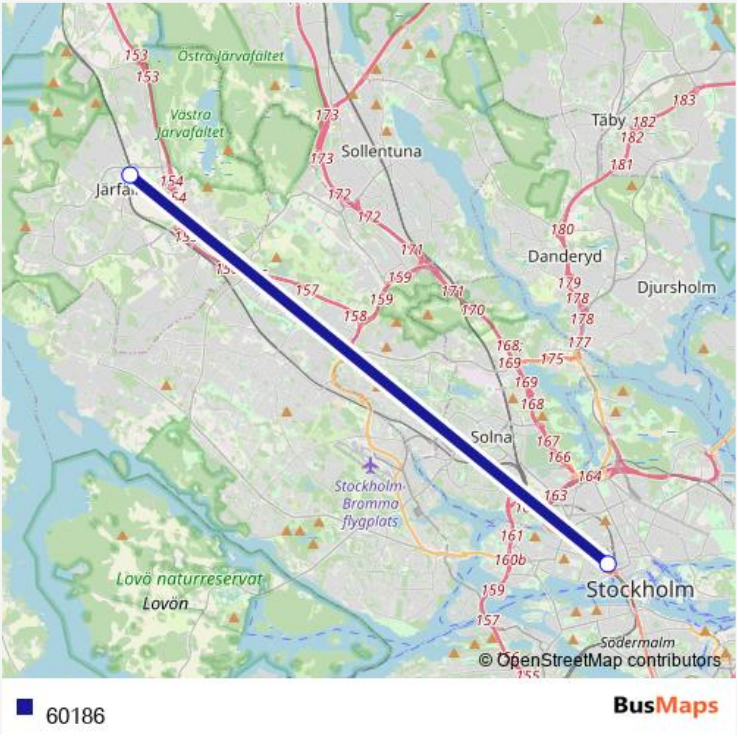 153
153
Östra Järvafältet
183
Västra
Järvafältet
173
Täby
182
182
Sollentuna
173
181
154
Järfäl
172
172
180
171
Danderyd
159
179
157
159
171
Djursholm
178
170
158
178
168;
177
169
175
169
168
Solna
167
166
164
Stockholm-
Bromma
flygplats
163
161
160b
Lovö naturreservat
159
Stockholm
Lovön
157
Södermalm
© OpenStreetMap contributors
155
60186
BusMaps